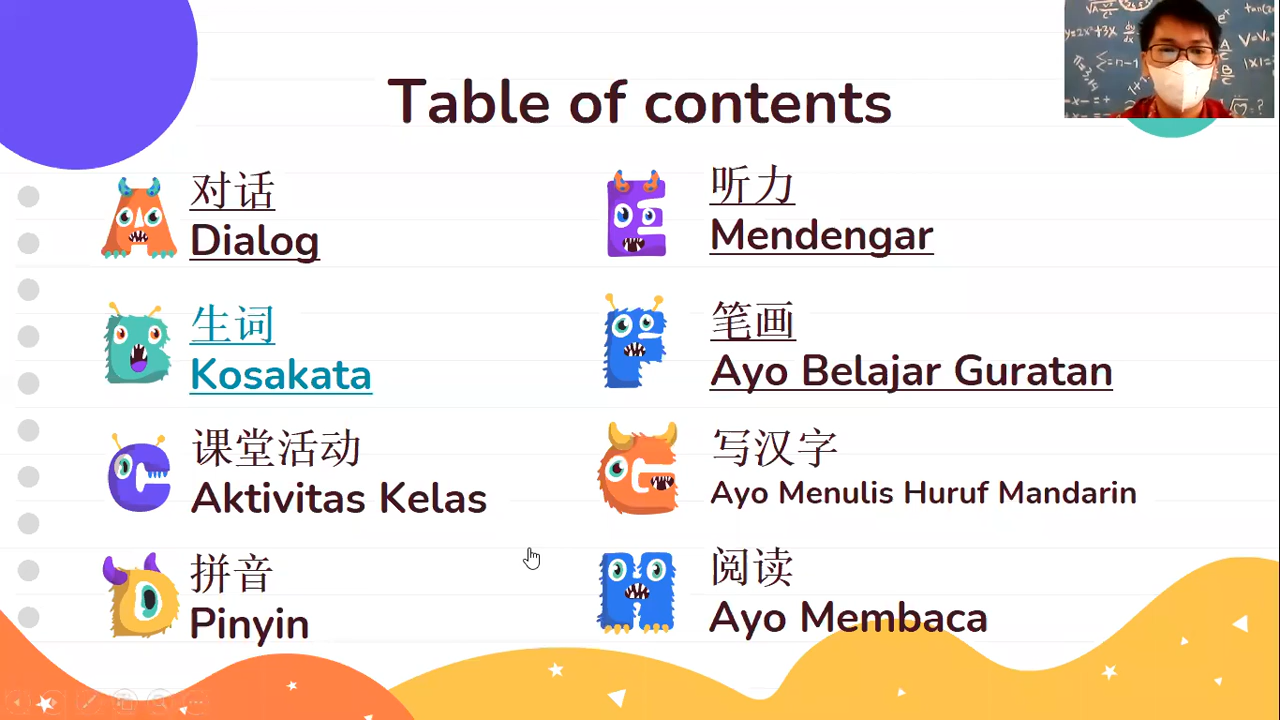 Table of contents
对话
Dialog
生词
Kosakata
课堂活动
Aktivitas Kelas
拼音
Pinyin
听力
Mendengar
笔画
Ayo Belajar Guratan
写汉字
Ayo Menulis Huruf Mandarin
阅读
Ayo Membaca